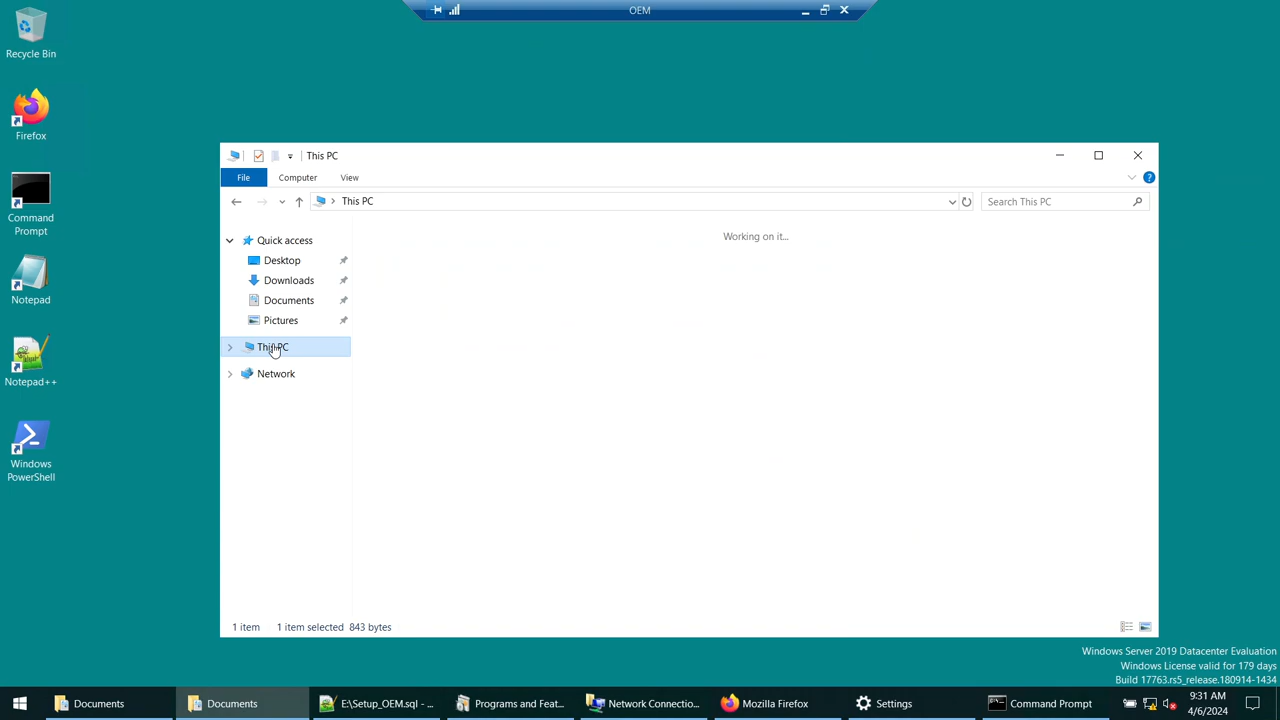 OEM
Recycle Bin
Firefox
Command
Prompt
Notepad
Notepad++
Windows
PowerShell
This PC
File
Computer
View
This PC
Search This PC
Working on it...
Quick access
Desktop
Downloads
Documents
Pictures
This PC
Network
1 item
1 item selected 843 bytes
Windows Server 2019 Datacenter Evaluation
Windows License valid for 179 days
Build 17763.rs5_release.180914-1434
Documents
Documents
E:\Setup_OEM.sql - ...
Programs and Feat...
Network Connectio...
Mozilla Firefox
Settings
Command Prompt
9:31 AM
4/6/2024